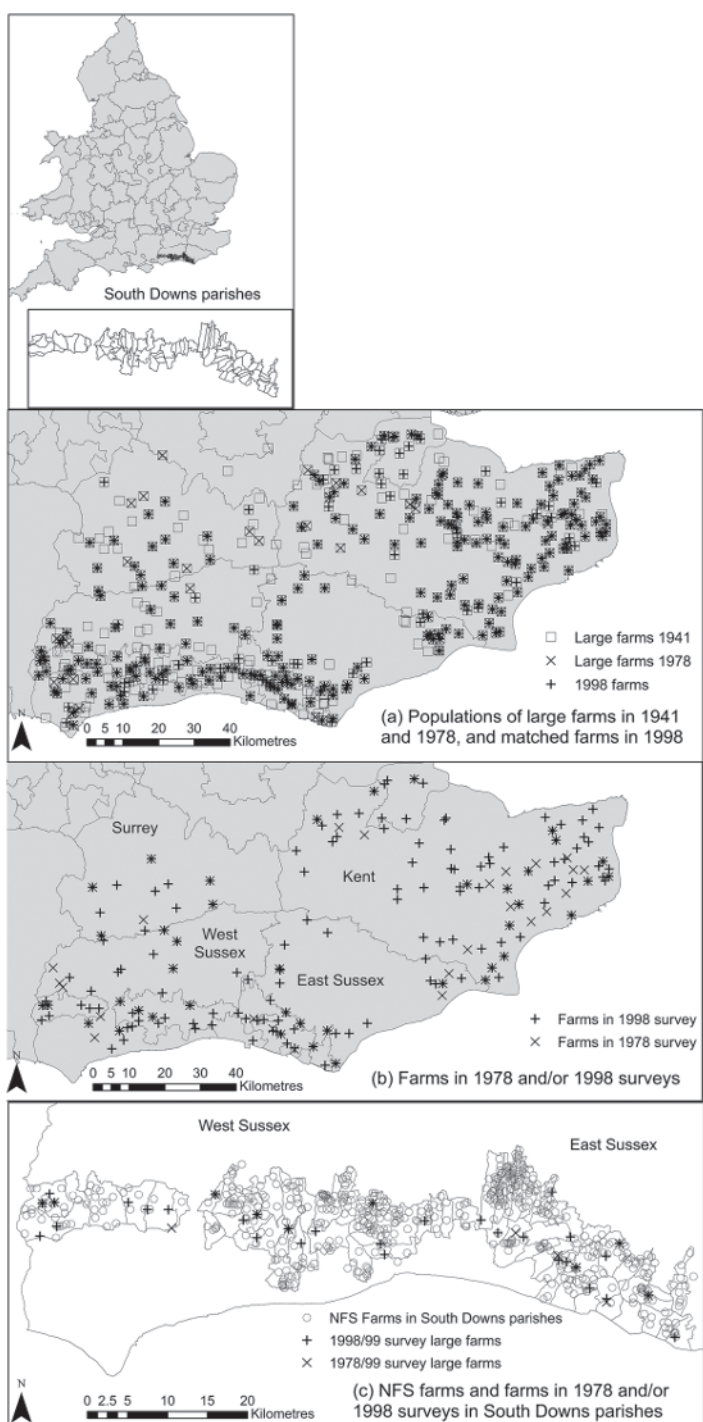 South Downs parishes
□ Large farms 1941
× Large farms 1978
+ 1998 farms
N
0 5 10 20 30 40
Kilometres
(a) Populations of large farms in 1941
and 1978, and matched farms in 1998
Surrey
Kent
West
Sussex
East Sussex
+ Farms in 1998 survey
× Farms in 1978 survey
N
0 5 10 20 30 40
Kilometres
(b) Farms in 1978 and/or 1998 surveys
West Sussex
East Sussex
○ NFS Farms in South Downs parishes
+ 1998/99 survey large farms
× 1978/99 survey large farms
N
0 2.5 5 10 15 20
Kilometres
(c) NFS farms and farms in 1978 and/or
1998 surveys in South Downs parishes